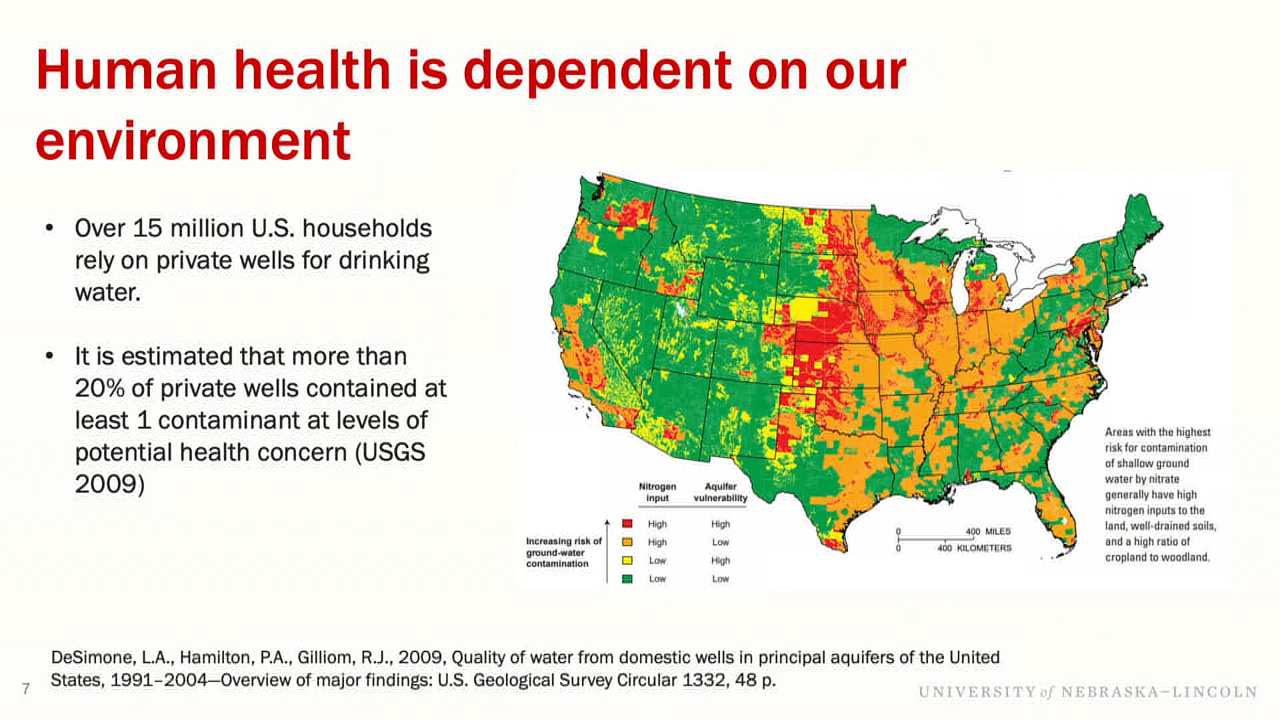 Human health is dependent on our
environment
• Over 15 million U.S. households
rely on private wells for drinking
water.
• It is estimated that more than
20% of private wells contained at
least 1 contaminant at levels of
potential health concern (USGS
2009)
Areas with the highest
risk for contamination
of shallow ground
water by nitrate
generally have high
nitrogen inputs to the
land, well-drained soils,
and a high ratio of
cropland to woodland.
Nitrogen input Aquifer vulnerability
High High
High Low
Low High
Low Low
Increasing risk of
ground-water
contamination
0 400 MILES
0 400 KILOMETERS
DeSimone, L.A., Hamilton, P.A., Gilliom, R.J., 2009, Quality of water from domestic wells in principal aquifers of the United
States, 1991–2004—Overview of major findings: U.S. Geological Survey Circular 1332, 48 p.
7
UNIVERSITY of NEBRASKA–LINCOLN